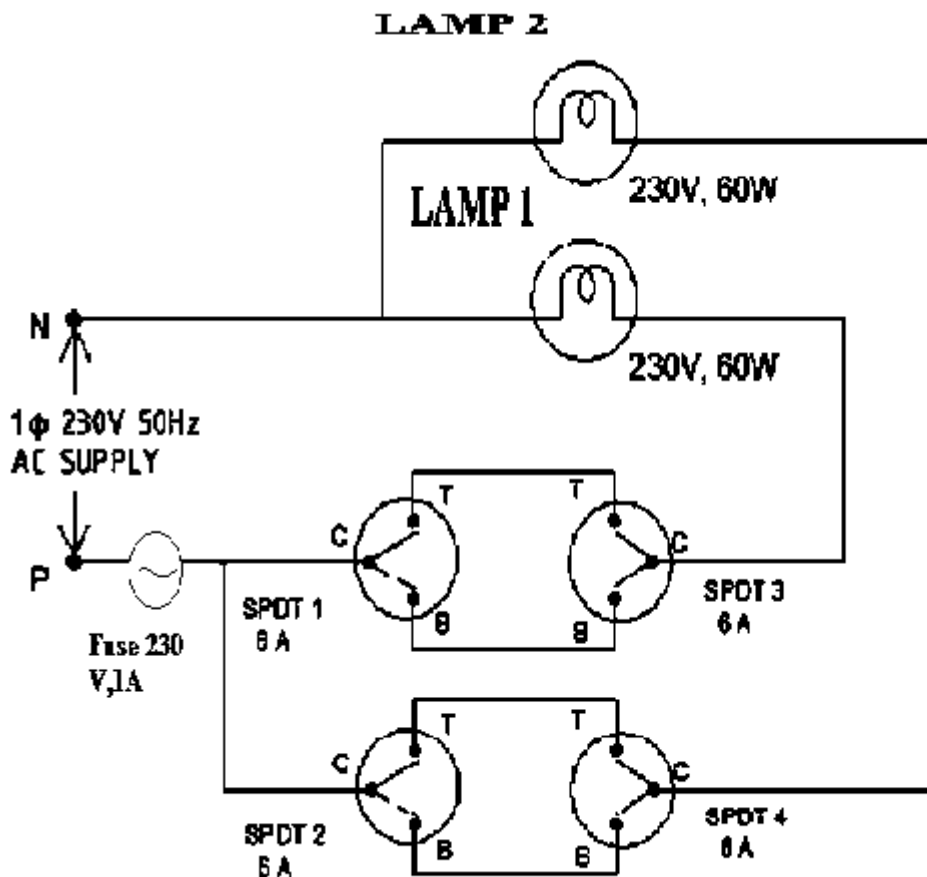 LAMP 2
230V, 60W
LAMP 1
N
230V, 60W
1ϕ 230V 50Hz
AC SUPPLY
T
T
C
C
P
SPDT 1
6 A
B
B
SPDT 3
6 A
Fuse 230
V,1A
T
T
C
C
SPDT 2
6 A
B
B
SPDT 4
6 A